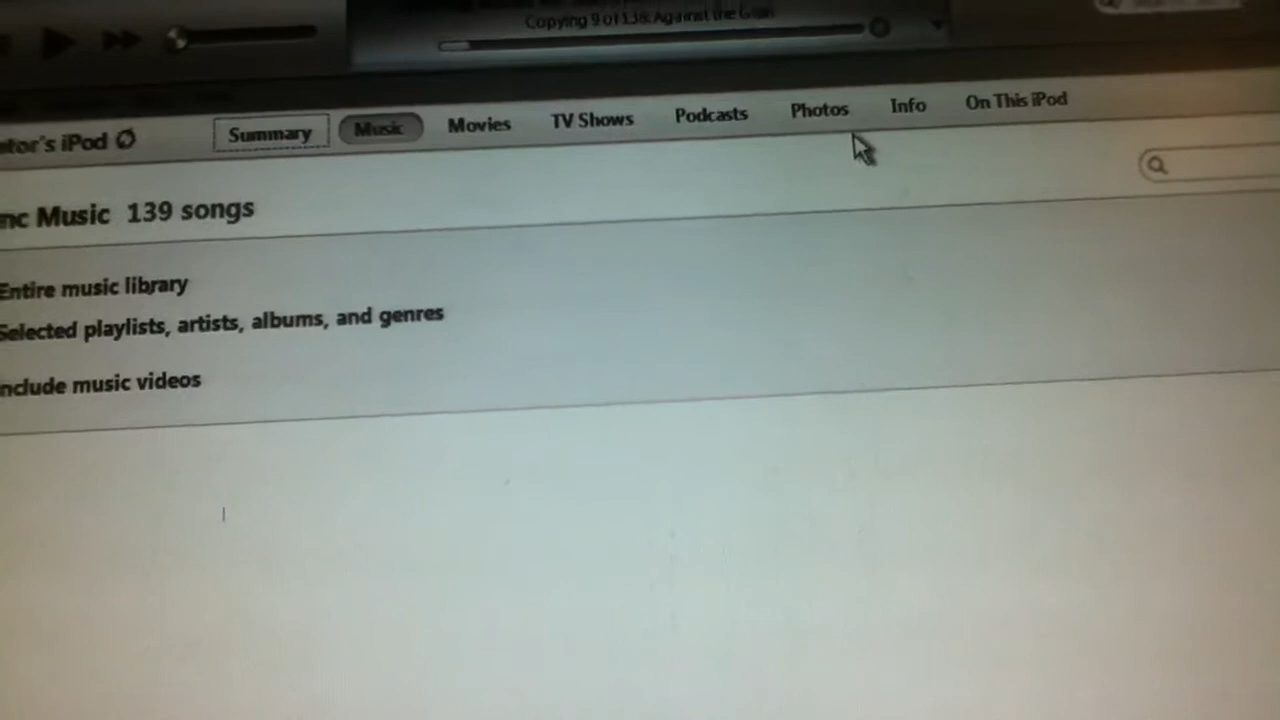 Copying 9 of 138: Against the Grain
ator's iPod
Summary Music Movies TV Shows Podcasts Photos Info On This iPod
nc Music 139 songs
Entire music library
Selected playlists, artists, albums, and genres
nclude music videos